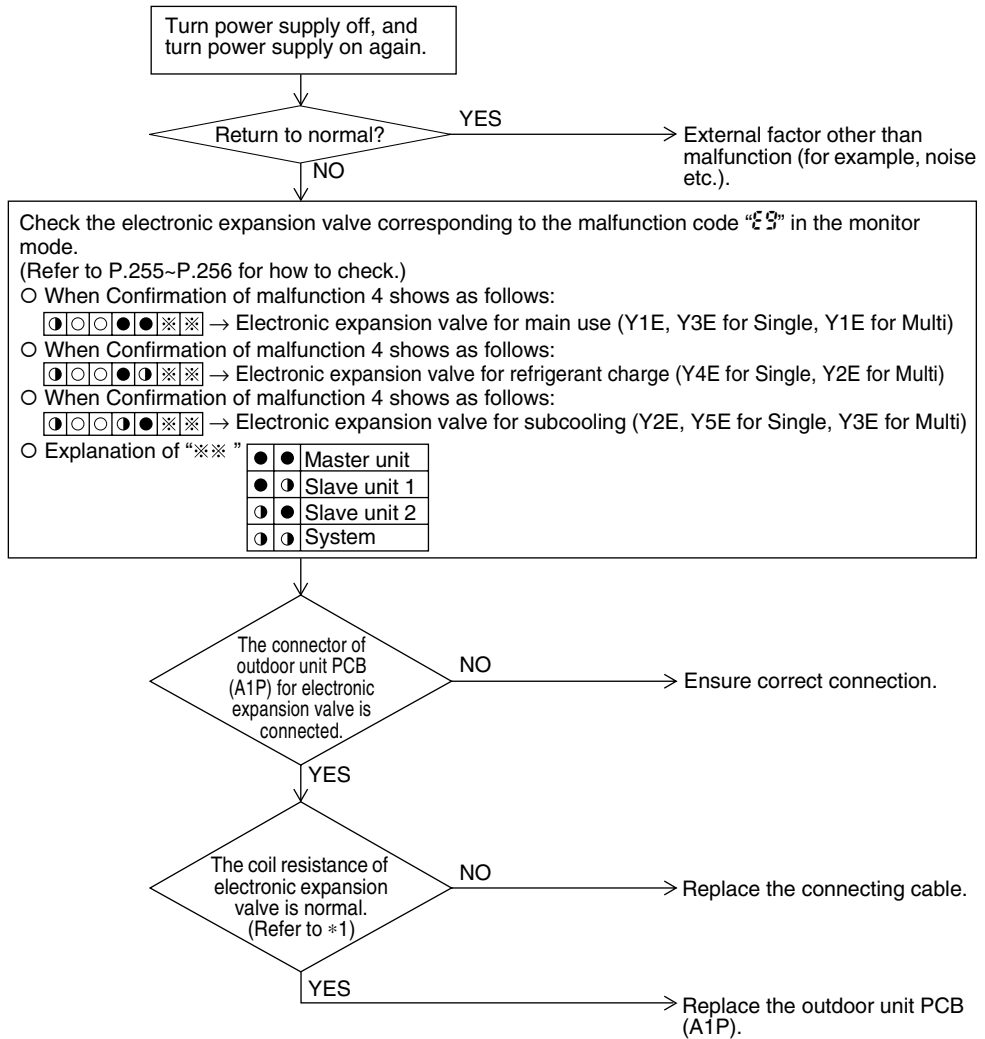 Turn power supply off, and
turn power supply on again.
Return to normal?
YES
External factor other than
malfunction (for example, noise
etc.).
NO
Check the electronic expansion valve corresponding to the malfunction code “E9” in the monitor
mode.
(Refer to P.255~P.256 for how to check.)
○ When Confirmation of malfunction 4 shows as follows:
◑ ○ ○ ● ● ※ ※ → Electronic expansion valve for main use (Y1E, Y3E for Single, Y1E for Multi)
○ When Confirmation of malfunction 4 shows as follows:
◑ ○ ○ ● ◑ ※ ※ → Electronic expansion valve for refrigerant charge (Y4E for Single, Y2E for Multi)
○ When Confirmation of malfunction 4 shows as follows:
◑ ○ ○ ◑ ● ※ ※ → Electronic expansion valve for subcooling (Y2E, Y5E for Single, Y3E for Multi)
○ Explanation of “※※ ”
● ● Master unit
● ◑ Slave unit 1
◑ ● Slave unit 2
◑ ◑ System
The connector of
outdoor unit PCB
(A1P) for electronic
expansion valve is
connected.
NO
Ensure correct connection.
YES
The coil resistance of
electronic expansion
valve is normal.
(Refer to *1)
NO
Replace the connecting cable.
YES
Replace the outdoor unit PCB
(A1P).